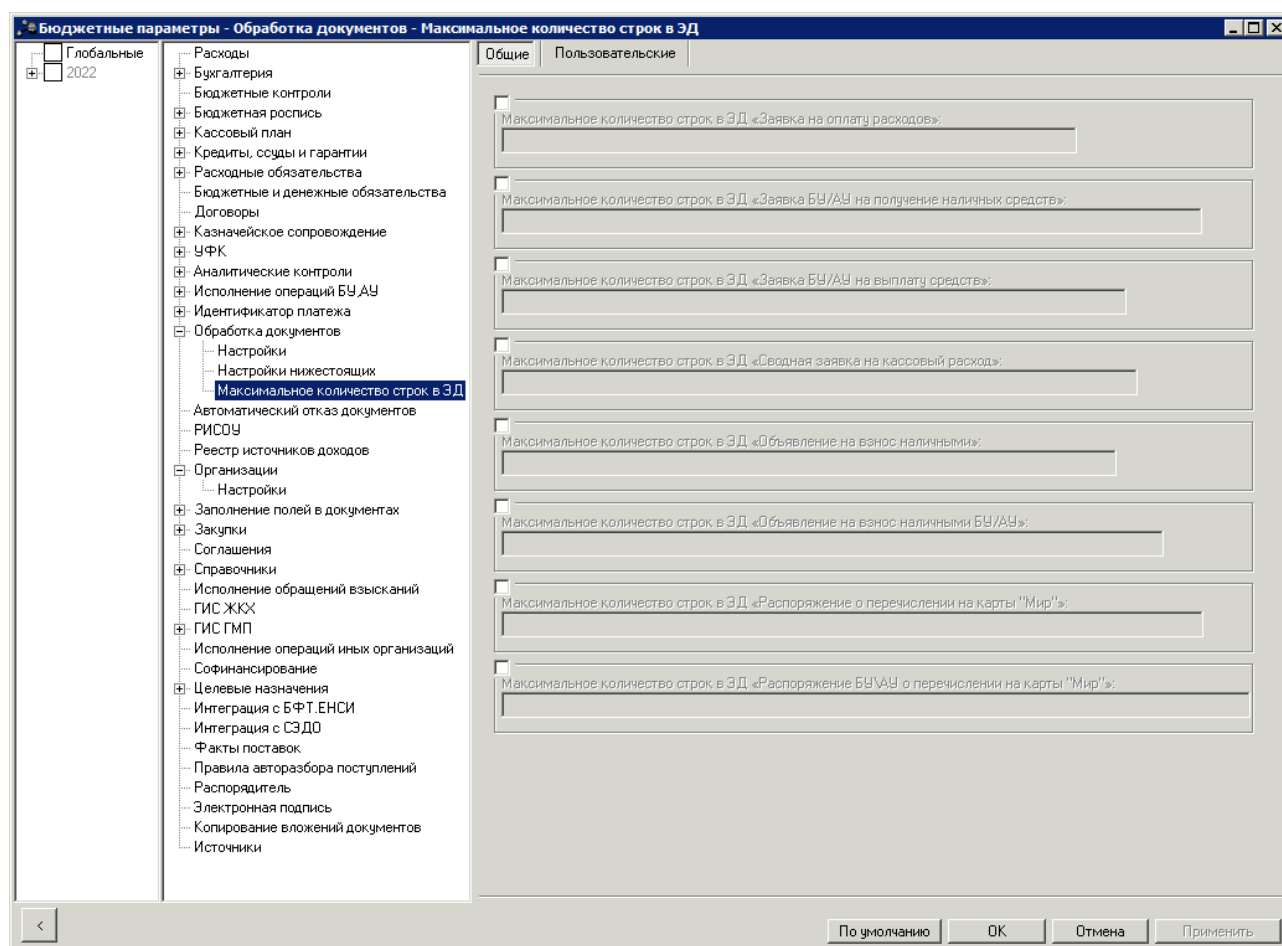 Бюджетные параметры - Обработка документов - Максимальное количество строк в ЭД
Глобальные
2022
Расходы
Бухгалтерия
Бюджетные контроли
Бюджетная роспись
Кассовый план
Кредиты, ссуды и гарантии
Расходные обязательства
Бюджетные и денежные обязательства
Договоры
Казначейское сопровождение
УФК
Аналитические контроли
Исполнение операций БУ,АУ
Идентификатор платежа
Обработка документов
Настройки
Настройки нижестоящих
Максимальное количество строк в ЭД
Автоматический отказ документов
РИСОУ
Реестр источников доходов
Организации
Настройки
Заполнение полей в документах
Закупки
Соглашения
Справочники
Исполнение обращений взысканий
ГИС ЖКХ
ГИС ГМП
Исполнение операций иных организаций
Софинансирование
Целевые назначения
Интеграция с БФТ.ЕНСИ
Интеграция с СЭДО
Факты поставок
Правила авторазбора поступлений
Распорядитель
Электронная подпись
Копирование вложений документов
Источники
Общие Пользовательские
Максимальное количество строк в ЭД «Заявка на оплату расходов»:
Максимальное количество строк в ЭД «Заявка БУ/АУ на получение наличных средств»:
Максимальное количество строк в ЭД «Заявка БУ/АУ на выплату средств»:
Максимальное количество строк в ЭД «Сводная заявка на кассовый расход»:
Максимальное количество строк в ЭД «Объявление на взнос наличными»:
Максимальное количество строк в ЭД «Объявление на взнос наличными БУ/АУ»:
Максимальное количество строк в ЭД «Распоряжение о перечислении на карты "Мир"»:
Максимальное количество строк в ЭД «Распоряжение БУ\АУ о перечислении на карты "Мир"»:
< По умолчанию OK Отмена Применить